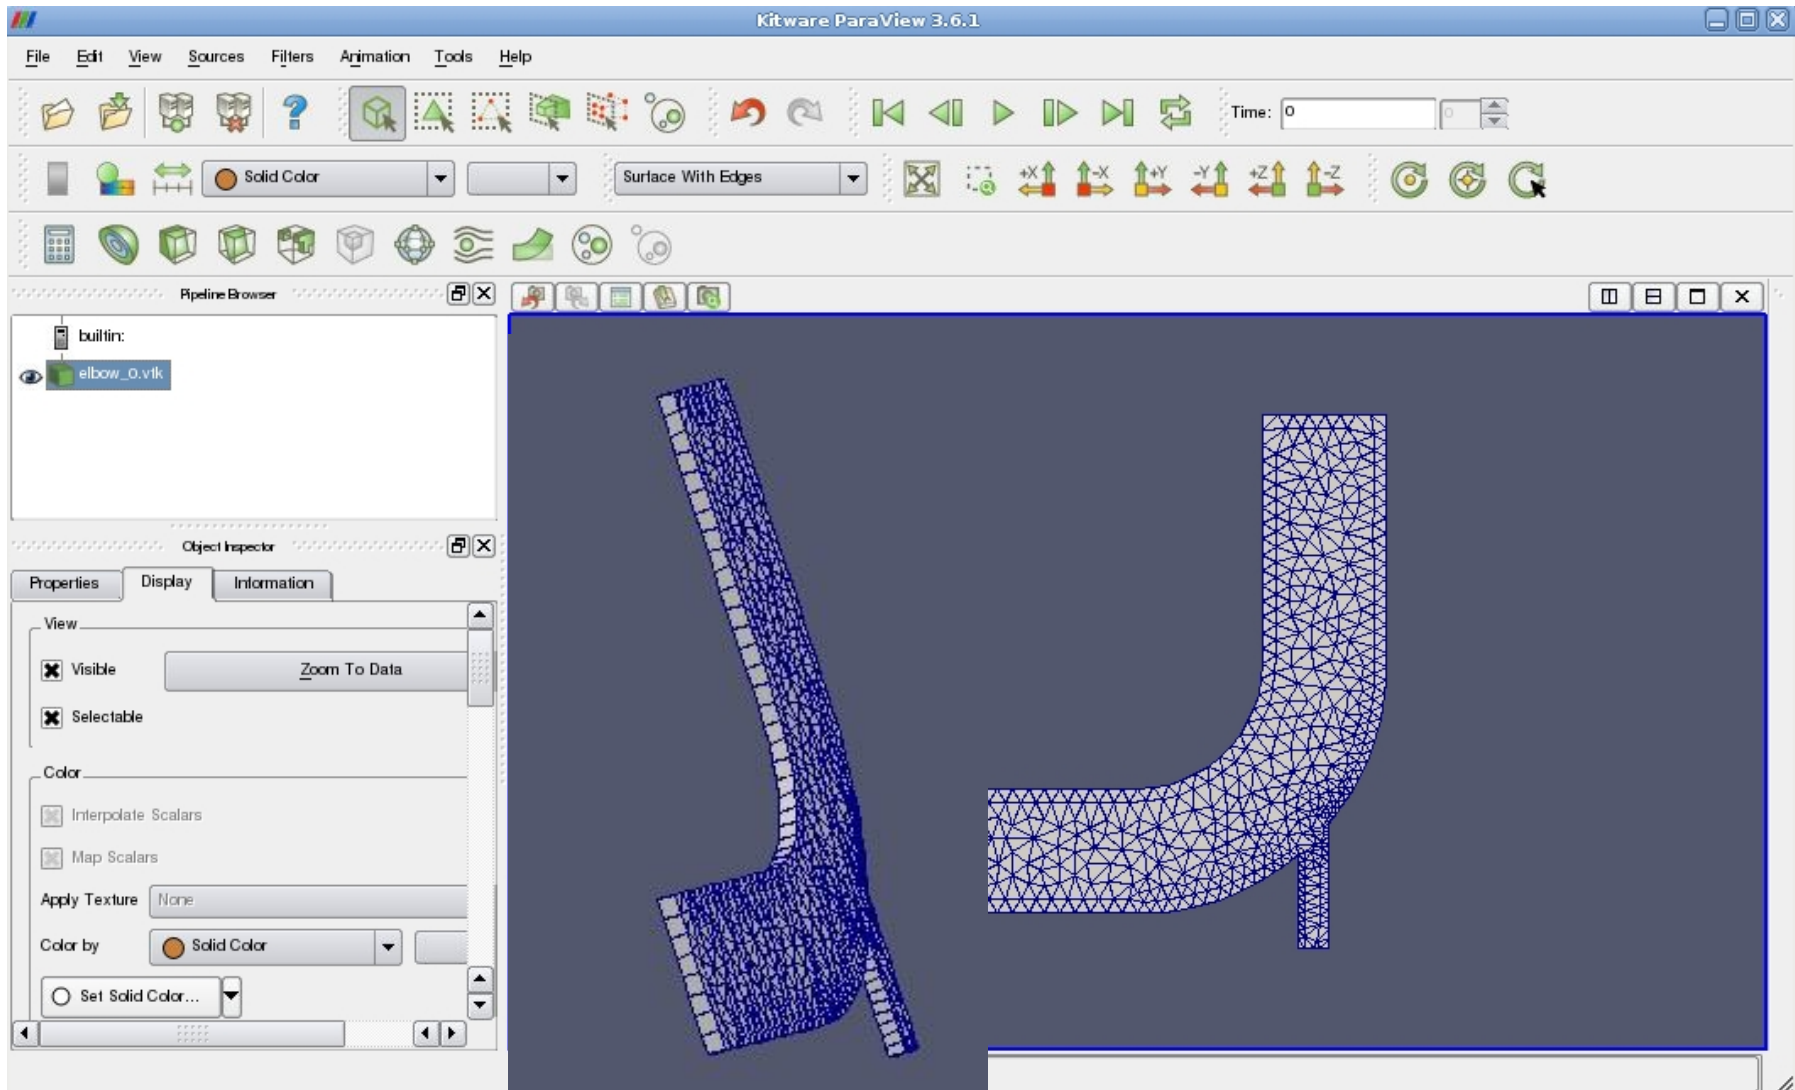 Kitware ParaView 3.6.1
File Edit View Sources Filters Animation Tools Help
Time: 0 0
Solid Color Surface With Edges
+X -X +Y -Y +Z -Z
Pipeline Browser
builtin:
elbow_0.vtk
Object Inspector
Properties Display Information
View
Visible Zoom To Data
Selectable
Color
Interpolate Scalars
Map Scalars
Apply Texture None
Color by Solid Color
Set Solid Color...